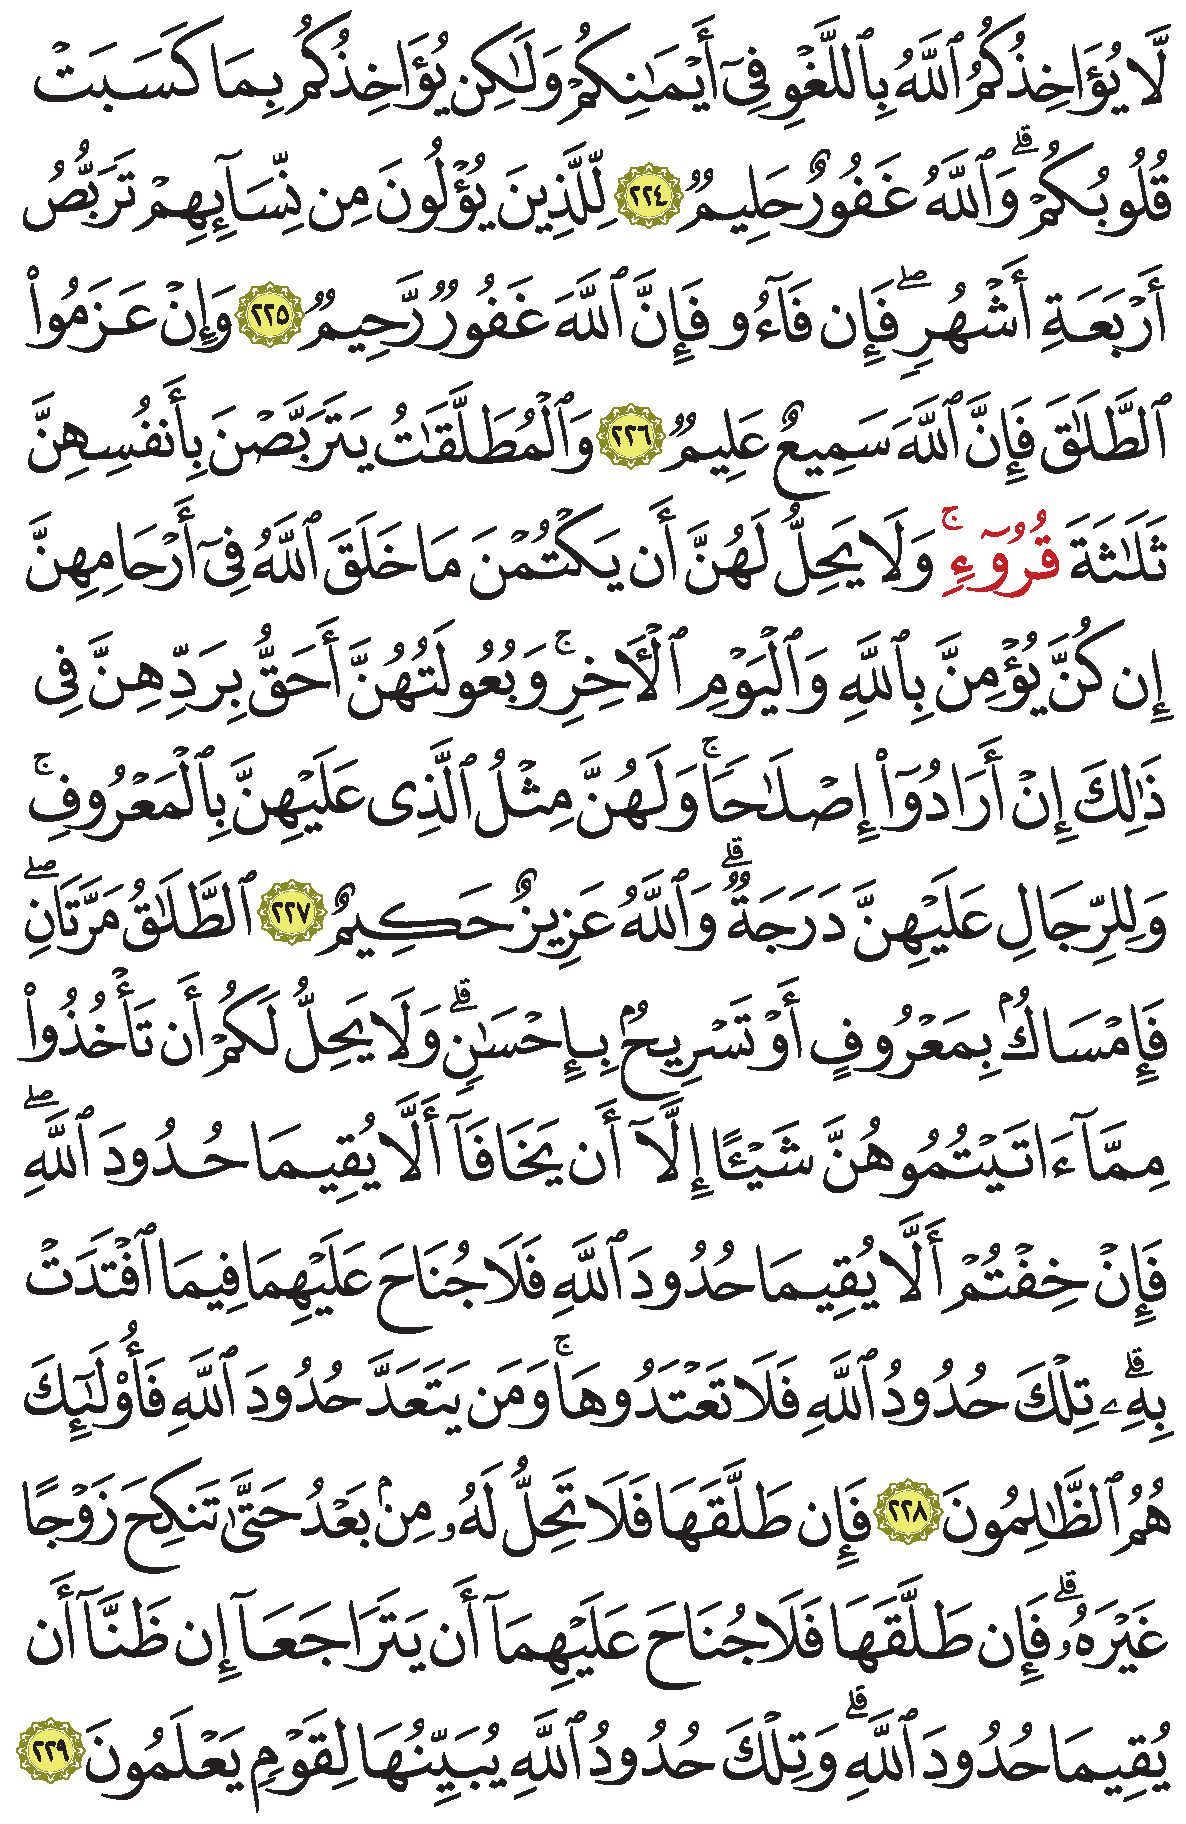 لَّا يُؤَاخِذُكُمُ ٱللَّهُ بِٱللَّغْوِ فِىٓ أَيْمَـٰنِكُمْ وَلَـٰكِن يُؤَاخِذُكُم بِمَا كَسَبَتْ
قُلُوبُكُمْ ۗ وَٱللَّهُ غَفُورٌ حَلِيمٌ ٢٢٤ لِّلَّذِينَ يُؤْلُونَ مِن نِّسَآئِهِمْ تَرَبُّصُ
أَرْبَعَةِ أَشْهُرٍ ۖ فَإِن فَآءُو فَإِنَّ ٱللَّهَ غَفُورٌ رَّحِيمٌ ٢٢٥ وَإِنْ عَزَمُوا۟
ٱلطَّلَـٰقَ فَإِنَّ ٱللَّهَ سَمِيعٌ عَلِيمٌ ٢٢٦ وَٱلْمُطَلَّقَـٰتُ يَتَرَبَّصْنَ بِأَنفُسِهِنَّ
ثَلَـٰثَةَ قُرُوٓءٍ ۚ وَلَا يَحِلُّ لَهُنَّ أَن يَكْتُمْنَ مَا خَلَقَ ٱللَّهُ فِىٓ أَرْحَامِهِنَّ
إِن كُنَّ يُؤْمِنَّ بِٱللَّهِ وَٱلْيَوْمِ ٱلْـَٔاخِرِ ۚ وَبُعُولَتُهُنَّ أَحَقُّ بِرَدِّهِنَّ فِى
ذَٰلِكَ إِنْ أَرَادُوٓا۟ إِصْلَـٰحًا ۚ وَلَهُنَّ مِثْلُ ٱلَّذِى عَلَيْهِنَّ بِٱلْمَعْرُوفِ ۚ
وَلِلرِّجَالِ عَلَيْهِنَّ دَرَجَةٌ ۗ وَٱللَّهُ عَزِيزٌ حَكِيمٌ ٢٢٧ ٱلطَّلَـٰقُ مَرَّتَانِ ۖ
فَإِمْسَاكٌۢ بِمَعْرُوفٍ أَوْ تَسْرِيحٌۢ بِإِحْسَـٰنٍ ۗ وَلَا يَحِلُّ لَكُمْ أَن تَأْخُذُوا۟
مِمَّآ ءَاتَيْتُمُوهُنَّ شَيْـًٔا إِلَّآ أَن يَخَافَآ أَلَّا يُقِيمَا حُدُودَ ٱللَّهِ ۖ
فَإِنْ خِفْتُمْ أَلَّا يُقِيمَا حُدُودَ ٱللَّهِ فَلَا جُنَاحَ عَلَيْهِمَا فِيمَا ٱفْتَدَتْ
بِهِۦ ۗ تِلْكَ حُدُودُ ٱللَّهِ فَلَا تَعْتَدُوهَا ۚ وَمَن يَتَعَدَّ حُدُودَ ٱللَّهِ فَأُو۟لَـٰٓئِكَ
هُمُ ٱلظَّـٰلِمُونَ ٢٢٨ فَإِن طَلَّقَهَا فَلَا تَحِلُّ لَهُۥ مِنۢ بَعْدُ حَتَّىٰ تَنكِحَ زَوْجًا
غَيْرَهُۥ ۗ فَإِن طَلَّقَهَا فَلَا جُنَاحَ عَلَيْهِمَآ أَن يَتَرَاجَعَآ إِن ظَنَّآ أَن
يُقِيمَا حُدُودَ ٱللَّهِ ۗ وَتِلْكَ حُدُودُ ٱللَّهِ يُبَيِّنُهَا لِقَوْمٍ يَعْلَمُونَ ٢٢٩